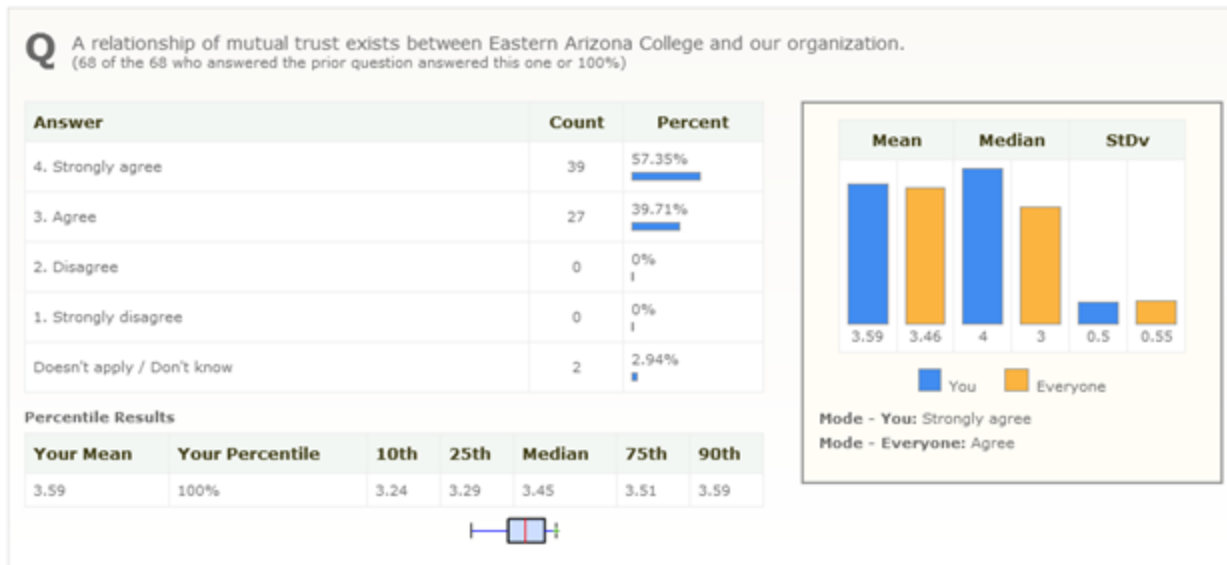 Q A relationship of mutual trust exists between Eastern Arizona College and our organization.
(68 of the 68 who answered the prior question answered this one or 100%)
Answer Count Percent
4. Strongly agree 39 57.35%
3. Agree 27 39.71%
2. Disagree 0 0%
1. Strongly disagree 0 0%
Doesn't apply / Don't know 2 2.94%
Percentile Results
Your Mean Your Percentile 10th 25th Median 75th 90th
3.59 100% 3.24 3.29 3.45 3.51 3.59
Mean Median StDv
3.59 3.46 4 3 0.5 0.55
You Everyone
Mode - You: Strongly agree
Mode - Everyone: Agree